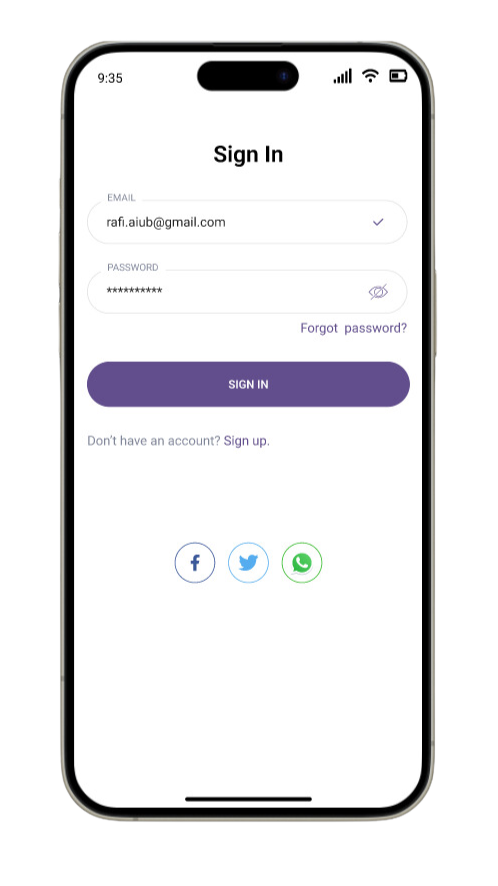 9:35
Sign In
EMAIL
rafi.aiub@gmail.com
PASSWORD
**********
Forgot password?
SIGN IN
Don't have an account? Sign up.